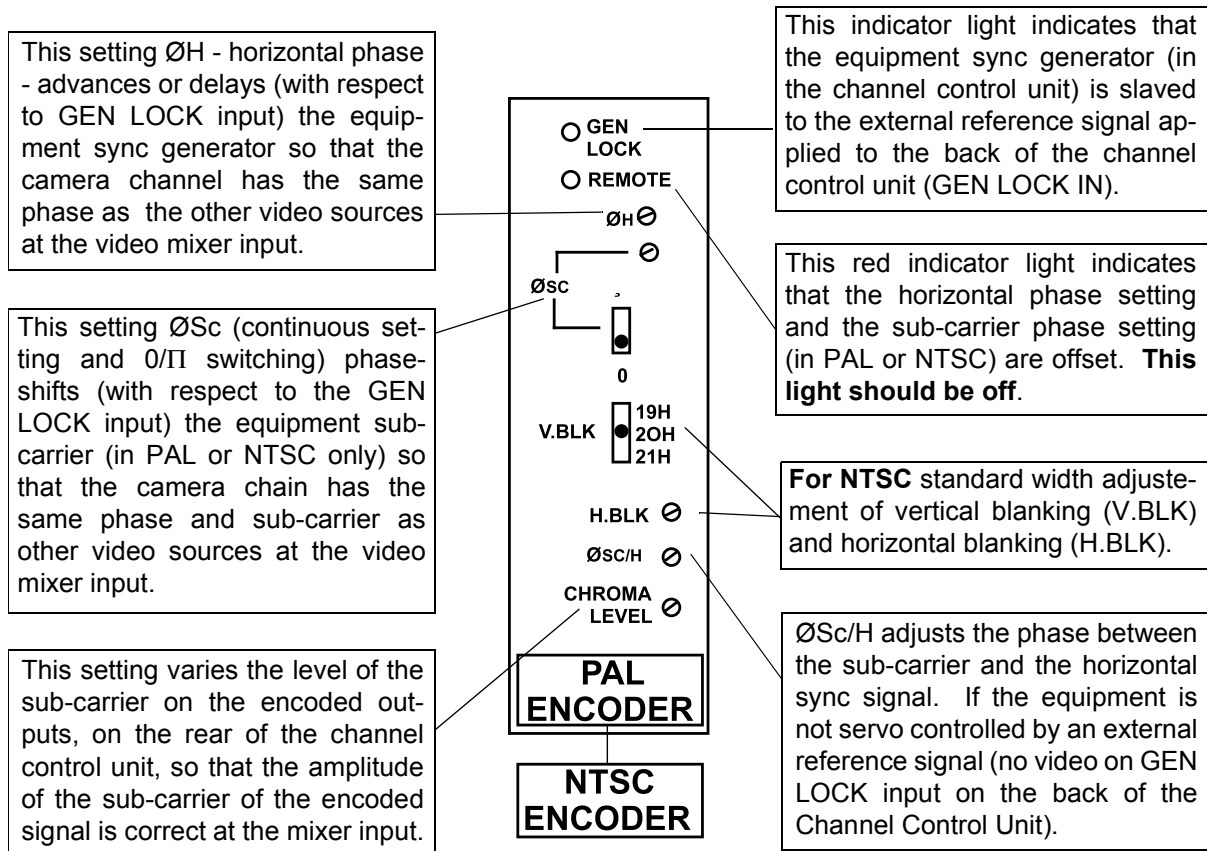 This setting ØH - horizontal phase
- advances or delays (with respect
to GEN LOCK input) the equip-
ment sync generator so that the
camera channel has the same
phase as the other video sources
at the video mixer input.
This setting ØSc (continuous set-
ting and 0/Π switching) phase-
shifts (with respect to the GEN
LOCK input) the equipment sub-
carrier (in PAL or NTSC only) so
that the camera chain has the
same phase and sub-carrier as
other video sources at the video
mixer input.
This setting varies the level of the
sub-carrier on the encoded out-
puts, on the rear of the channel
control unit, so that the amplitude
of the sub-carrier of the encoded
signal is correct at the mixer input.
GEN
LOCK
REMOTE
ØH
ØSC
0
V.BLK
19H
2OH
21H
H.BLK
ØSC/H
CHROMA
LEVEL
PAL
ENCODER
NTSC
ENCODER
This indicator light indicates that
the equipment sync generator (in
the channel control unit) is slaved
to the external reference signal ap-
plied to the back of the channel
control unit (GEN LOCK IN).
This red indicator light indicates
that the horizontal phase setting
and the sub-carrier phase setting
(in PAL or NTSC) are offset. This
light should be off.
For NTSC standard width adjuste-
ment of vertical blanking (V.BLK)
and horizontal blanking (H.BLK).
ØSc/H adjusts the phase between
the sub-carrier and the horizontal
sync signal. If the equipment is
not servo controlled by an external
reference signal (no video on GEN
LOCK input on the back of the
Channel Control Unit).